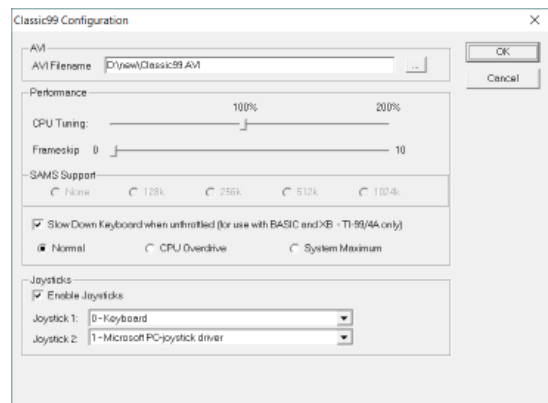 Classic99 Configuration
AVI
AVI Filename D:\new\Classic99.AVI ...
OK
Cancel
Performance
100% 200%
CPU Tuning:
Frameskip 0 10
SAMS Support
None 128k 256k 512k 1024k
Slow Down Keyboard when unthrottled (for use with BASIC and XB - TI-99/4A only)
Normal CPU Overdrive System Maximum
Joysticks
Enable Joysticks
Joystick 1: 0 - Keyboard
Joystick 2: 1 - Microsoft PC-joystick driver